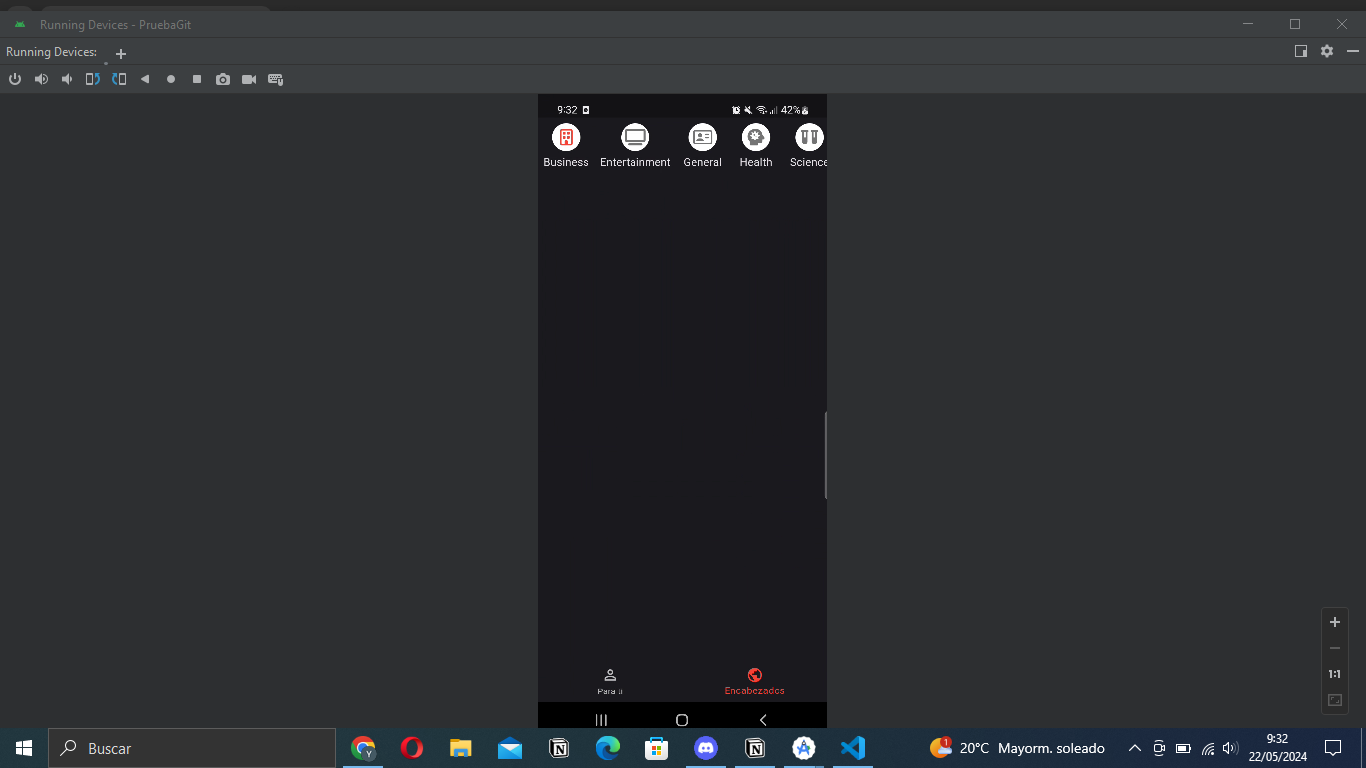 Running Devices - PruebaGit
Running Devices:
9:32
42%
Business
Entertainment
General
Health
Science
Para ti
Encabezados
1:1
Buscar
1
20°C Mayorm. soleado
9:32
22/05/2024